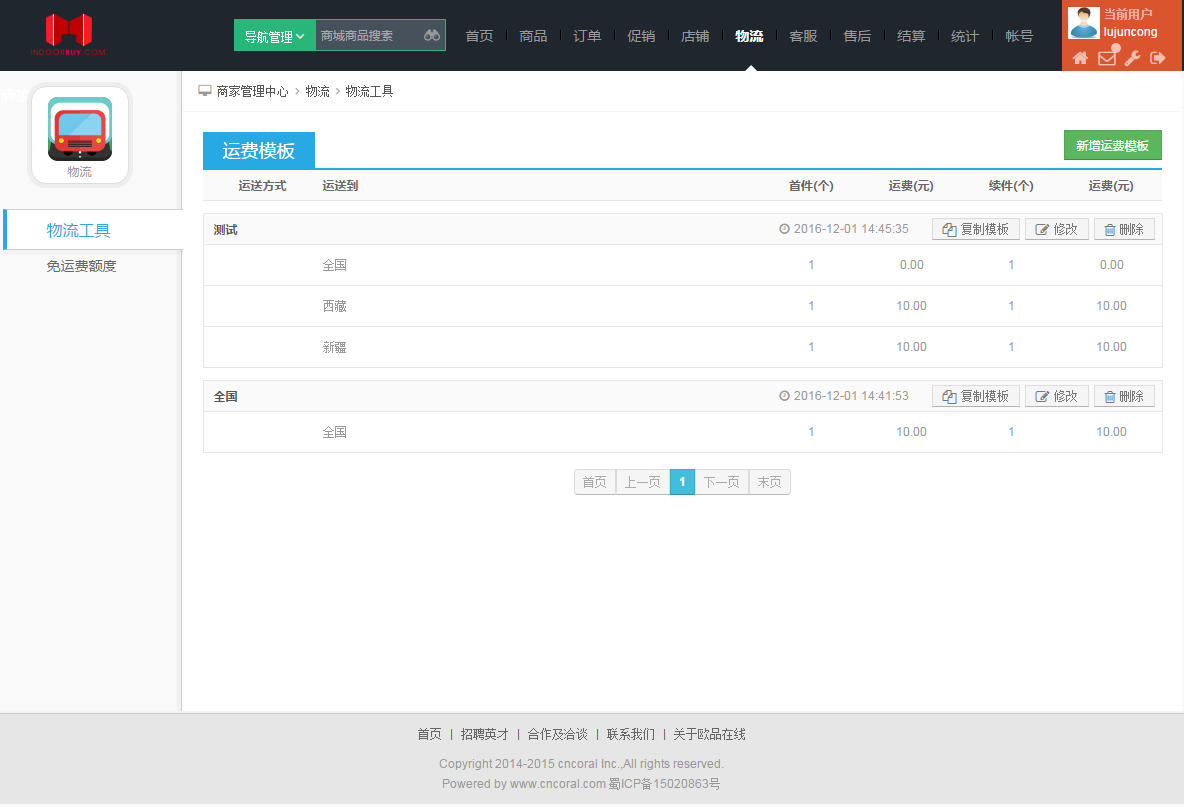 INDOORBUY.COM
导航管理 商城商品搜索 首页 商品 订单 促销 店铺 物流 客服 售后 结算 统计 帐号
当前用户
lujuncong
商家管理中心 > 物流 > 物流工具
物流
物流工具
免运费额度
运费模板 新增运费模板
运送方式 运送到 首件(个) 运费(元) 续件(个) 运费(元)
测试 2016-12-01 14:45:35 复制模板 修改 删除
全国 1 0.00 1 0.00
西藏 1 10.00 1 10.00
新疆 1 10.00 1 10.00
全国 2016-12-01 14:41:53 复制模板 修改 删除
全国 1 10.00 1 10.00
首页 上一页 1 下一页 末页
首页 | 招聘英才 | 合作及洽谈 | 联系我们 | 关于欧品在线
Copyright 2014-2015 cncoral Inc.,All rights reserved.
Powered by www.cncoral.com 蜀ICP备15020863号